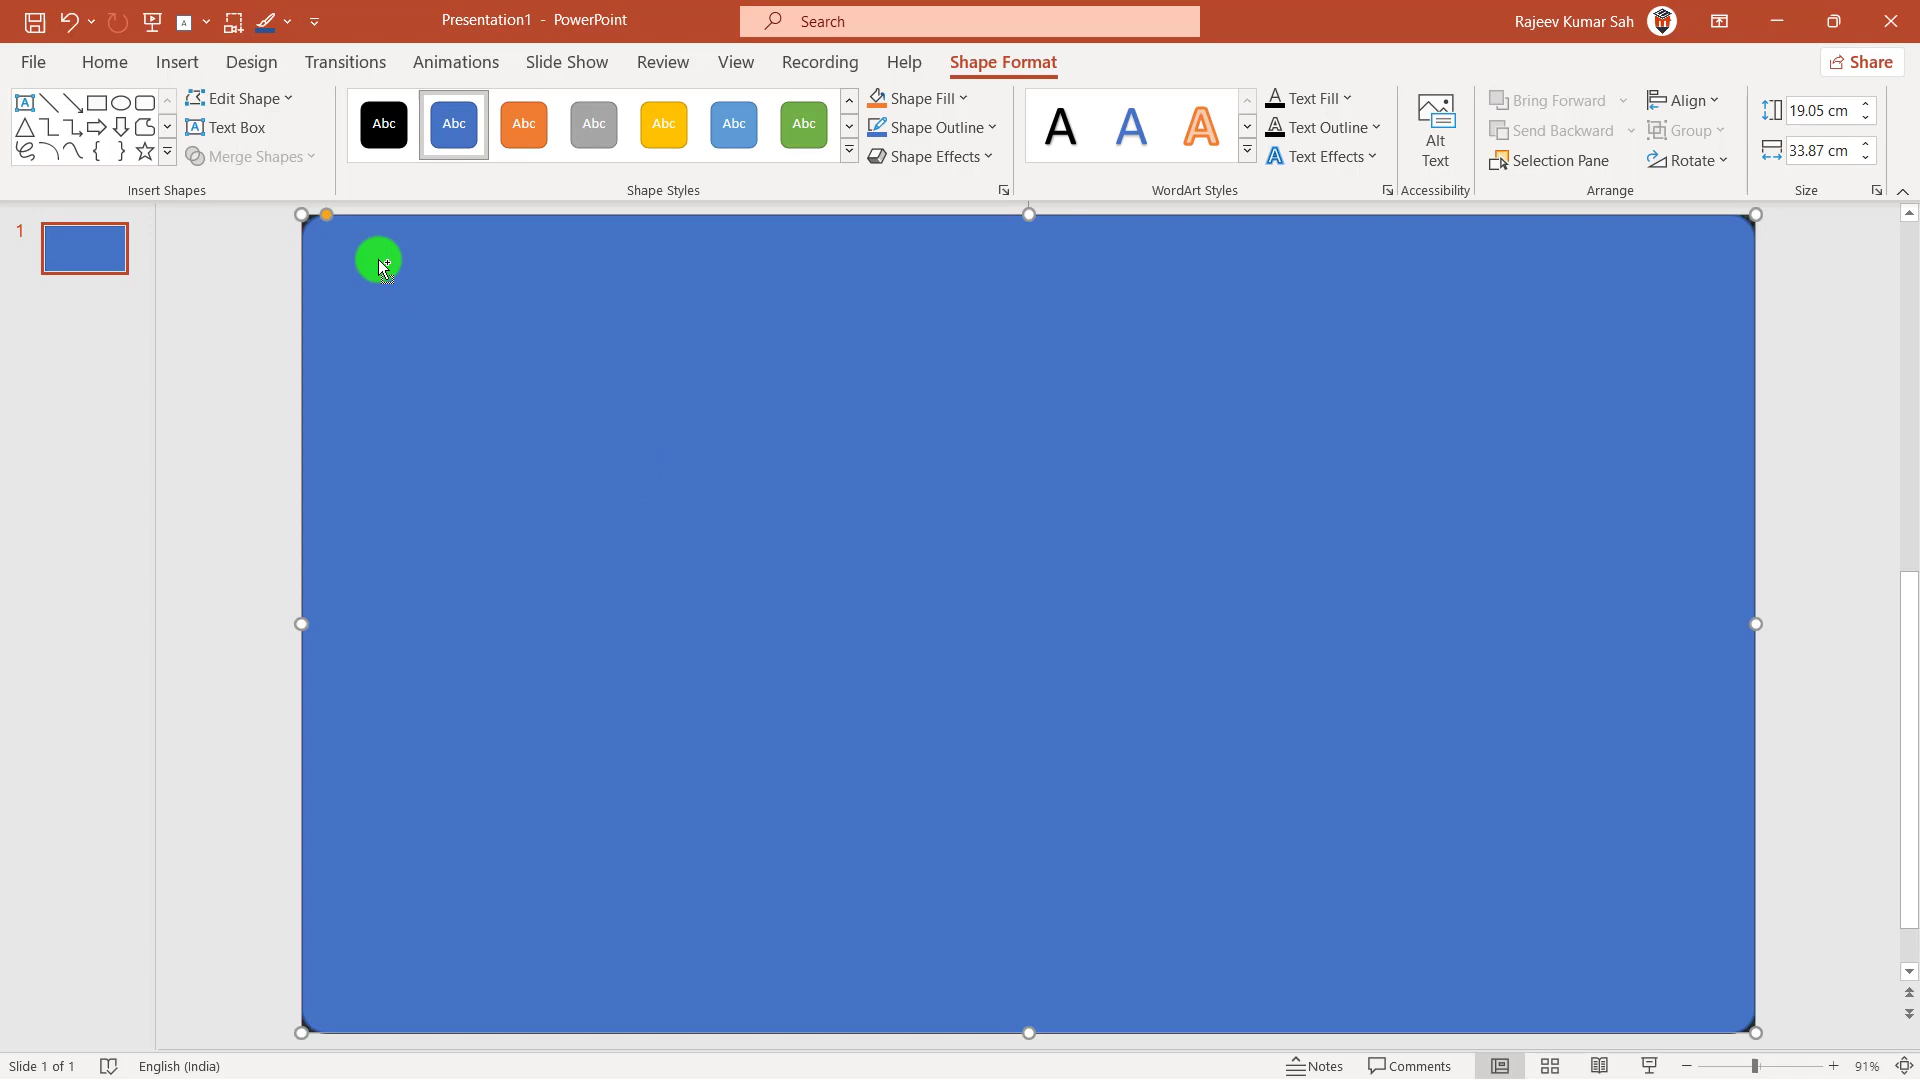 Presentation1 - PowerPoint
Search
Rajeev Kumar Sah
File Home Insert Design Transitions Animations Slide Show Review View Recording Help Shape Format
Share
Edit Shape
Text Box
Merge Shapes
Insert Shapes
Abc Abc Abc Abc Abc Abc Abc
Shape Fill
Shape Outline
Shape Effects
Shape Styles
A A A
Text Fill
Text Outline
Text Effects
WordArt Styles
Alt
Text
Accessibility
Bring Forward
Send Backward
Selection Pane
Align
Group
Rotate
Arrange
19.05 cm
33.87 cm
Size
1
Slide 1 of 1
English (India)
Notes
Comments
91%